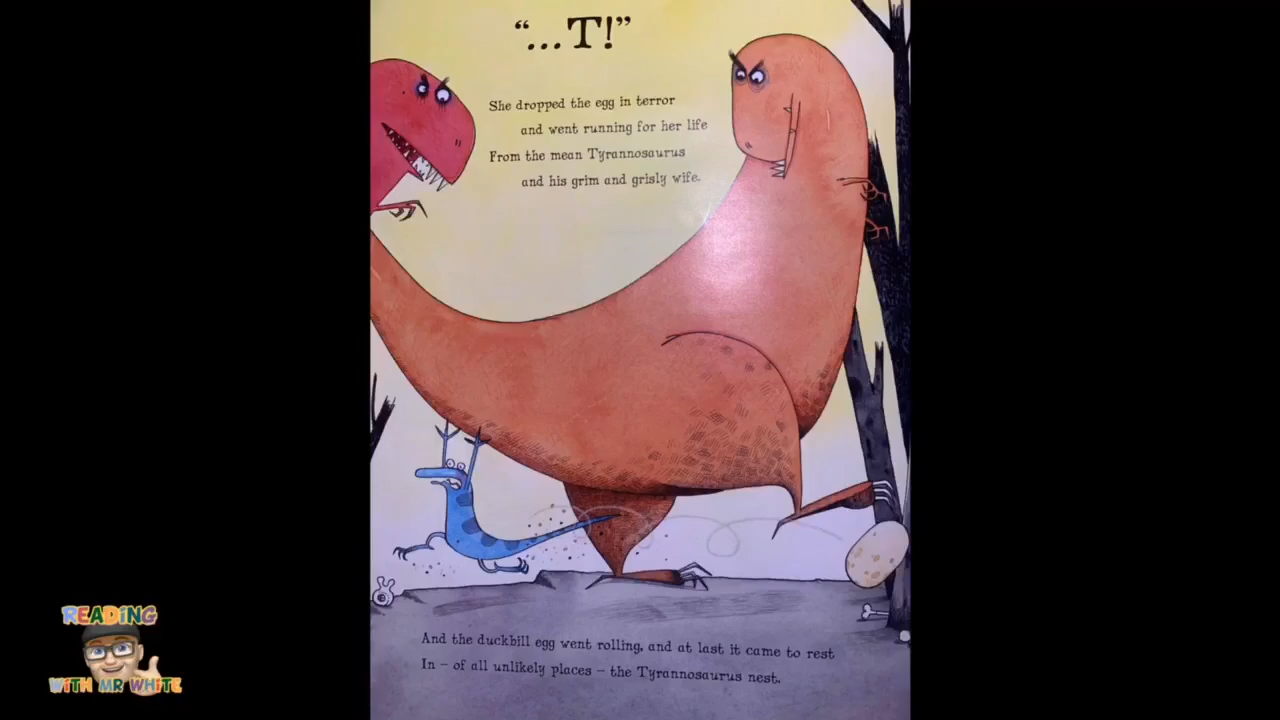 “...T!”
She dropped the egg in terror
and went running for her life
From the mean Tyrannosaurus
and his grim and grisly wife.
And the duckbill egg went rolling, and at last it came to rest
In – of all unlikely places – the Tyrannosaurus nest.
READiNG
WiTH MR WHiTE